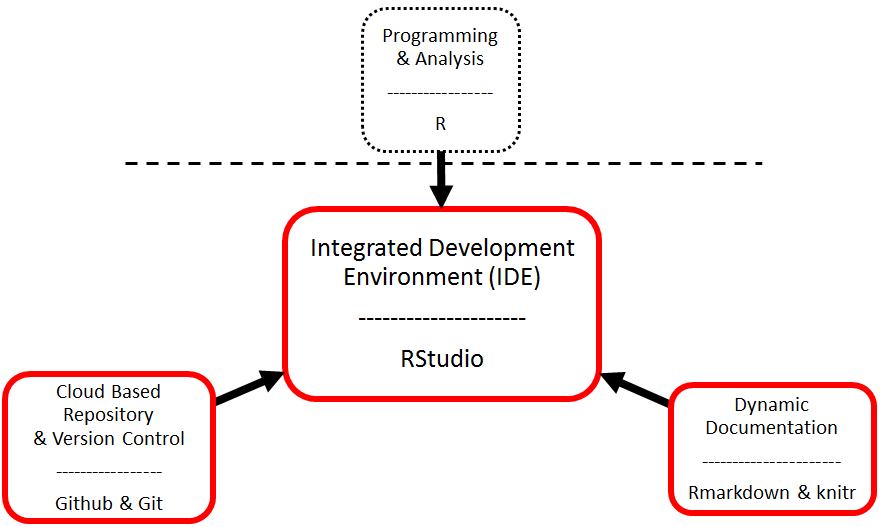 Programming
& Analysis
-----------------
R
Integrated Development
Environment (IDE)
---------------------
RStudio
Cloud Based
Repository
& Version Control
-----------------
Github & Git
Dynamic
Documentation
----------------------
Rmarkdown & knitr